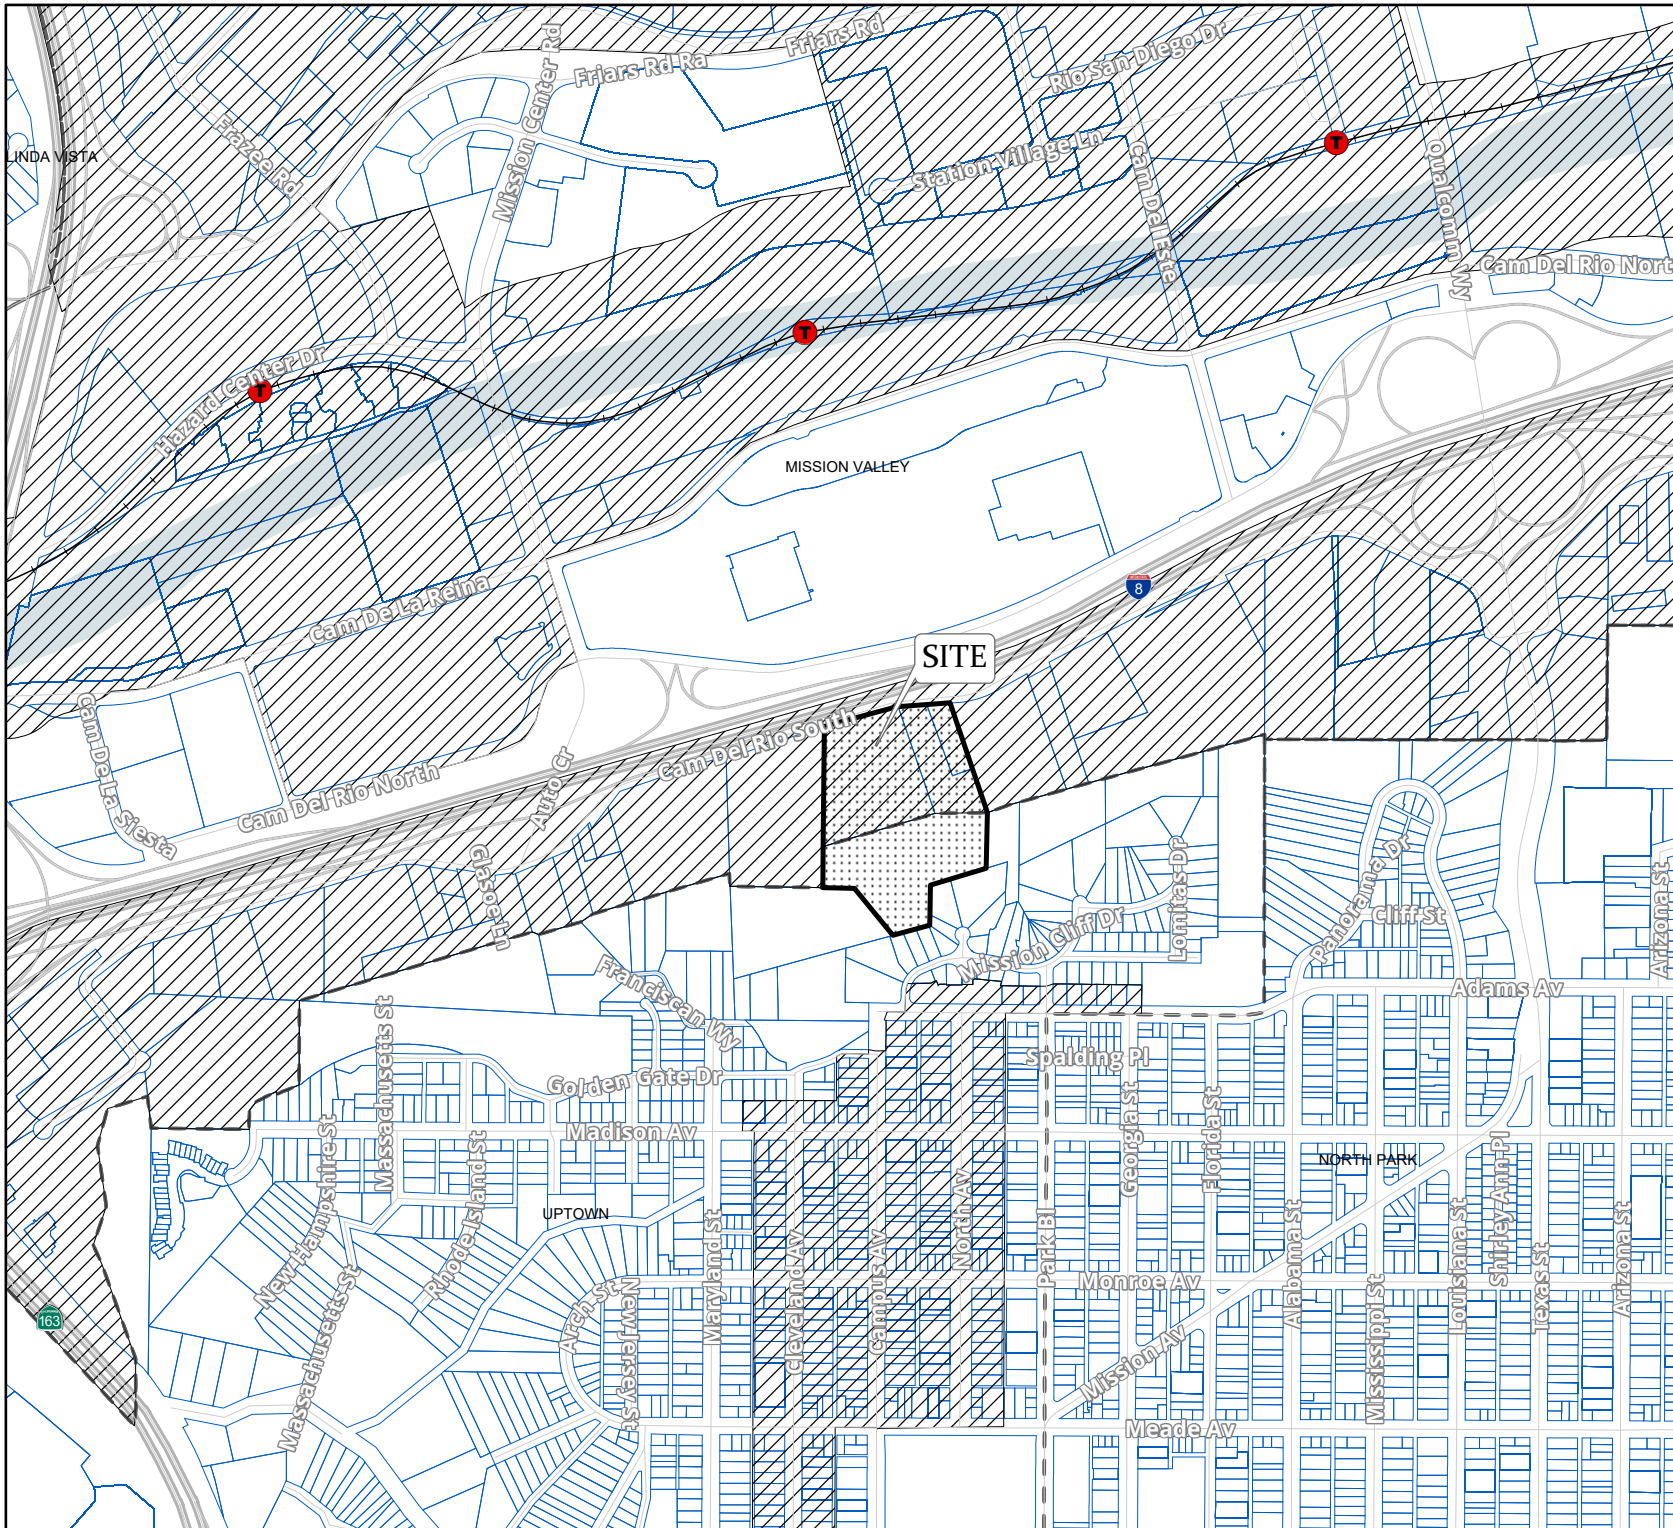 Friars Rd
Friars Rd Ra
Mission Center Rd
Rio San Diego Dr
Frazee Rd
LINDA VISTA
Station Village Ln
Cam Del Este
Qualcomm Wy
T
Cam Del Rio Nort
T
Hazard Center Dr
T
MISSION VALLEY
8
Cam De La Reina
SITE
Cam De La Siesta
Cam Del Rio South
Cam Del Rio North
Auto Cr
Glasoe Ln
Panorama Dr
Lomitas Dr
Cliff St
Arizona St
Mission Cliff Dr
Franciscan Wy
Adams Av
Massachusetts St
Spalding Pl
Golden Gate Dr
Georgia St
Florida St
Madison Av
New Hampshire St
Rhode Island St
NORTH PARK
Shirley Ann Pl
North Av
UPTOWN
Maryland St
Cleveland Av
Campus Av
Park Bl
Alabama St
Louisiana St
Texas St
Arizona St
Monroe Av
Mississippi St
163
Massachusetts St
Arch St
New Jersey St
Mission Av
Meade Av